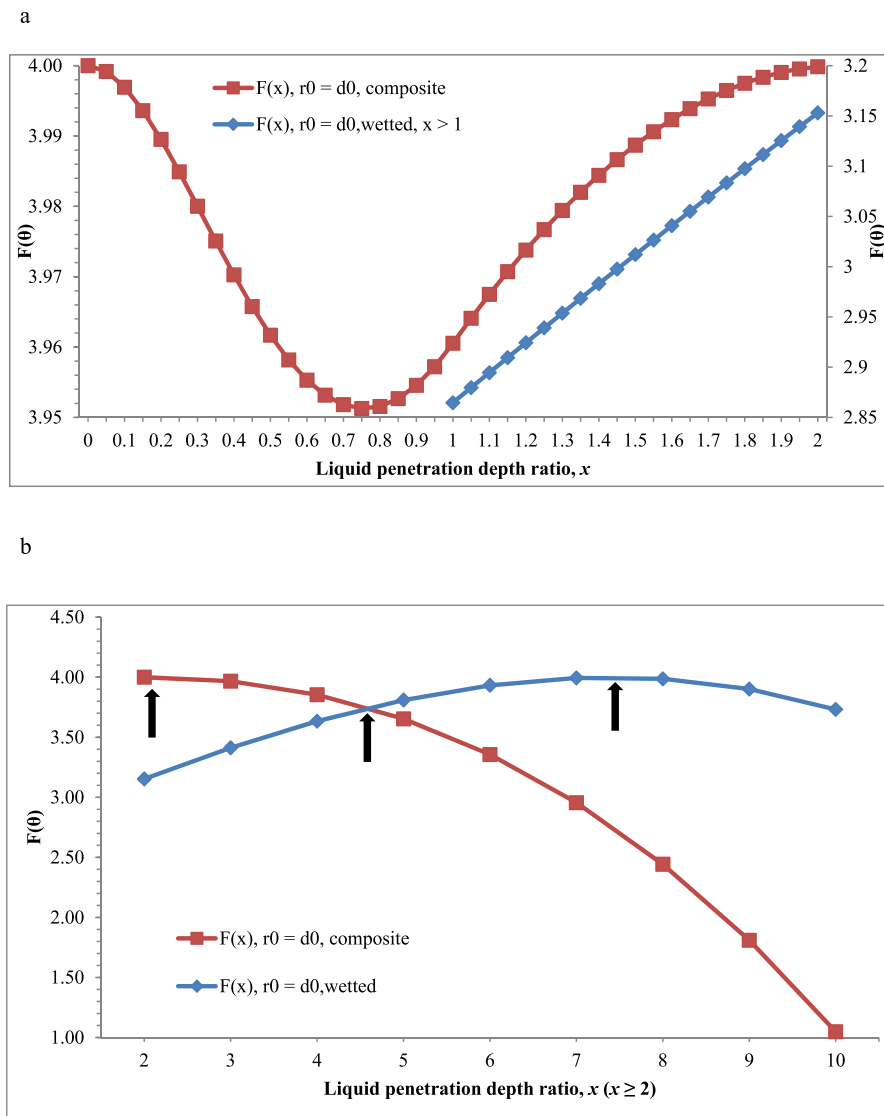 a
4.00
3.99
3.98
3.97
3.96
3.95
F(θ)
F(x), r0 = d0, composite
F(x), r0 = d0,wetted, x > 1
3.2
3.15
3.1
3.05
3
2.95
2.9
2.85
F(θ)
0 0.1 0.2 0.3 0.4 0.5 0.6 0.7 0.8 0.9 1 1.1 1.2 1.3 1.4 1.5 1.6 1.7 1.8 1.9 2
Liquid penetration depth ratio, x
b
4.50
4.00
3.50
3.00
2.50
2.00
1.50
1.00
F(θ)
F(x), r0 = d0, composite
F(x), r0 = d0,wetted
2 3 4 5 6 7 8 9 10
Liquid penetration depth ratio, x (x ≥ 2)